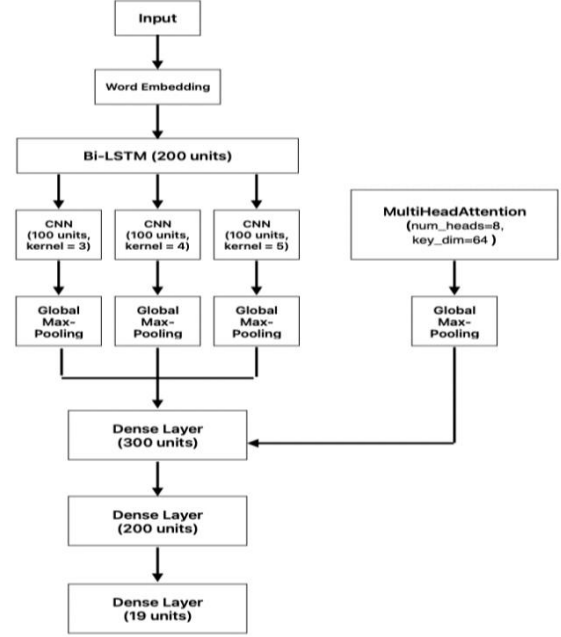 Input
Word Embedding
Bi-LSTM (200 units)
CNN
(100 units,
kernel = 3)
CNN
(100 units,
kernel = 4)
CNN
(100 units,
kernel = 5)
MultiHeadAttention
(num_heads=8,
key_dim=64 )
Global
Max-
Pooling
Global
Max-
Pooling
Global
Max-
Pooling
Global
Max-
Pooling
Dense Layer
(300 units)
Dense Layer
(200 units)
Dense Layer
(19 units)